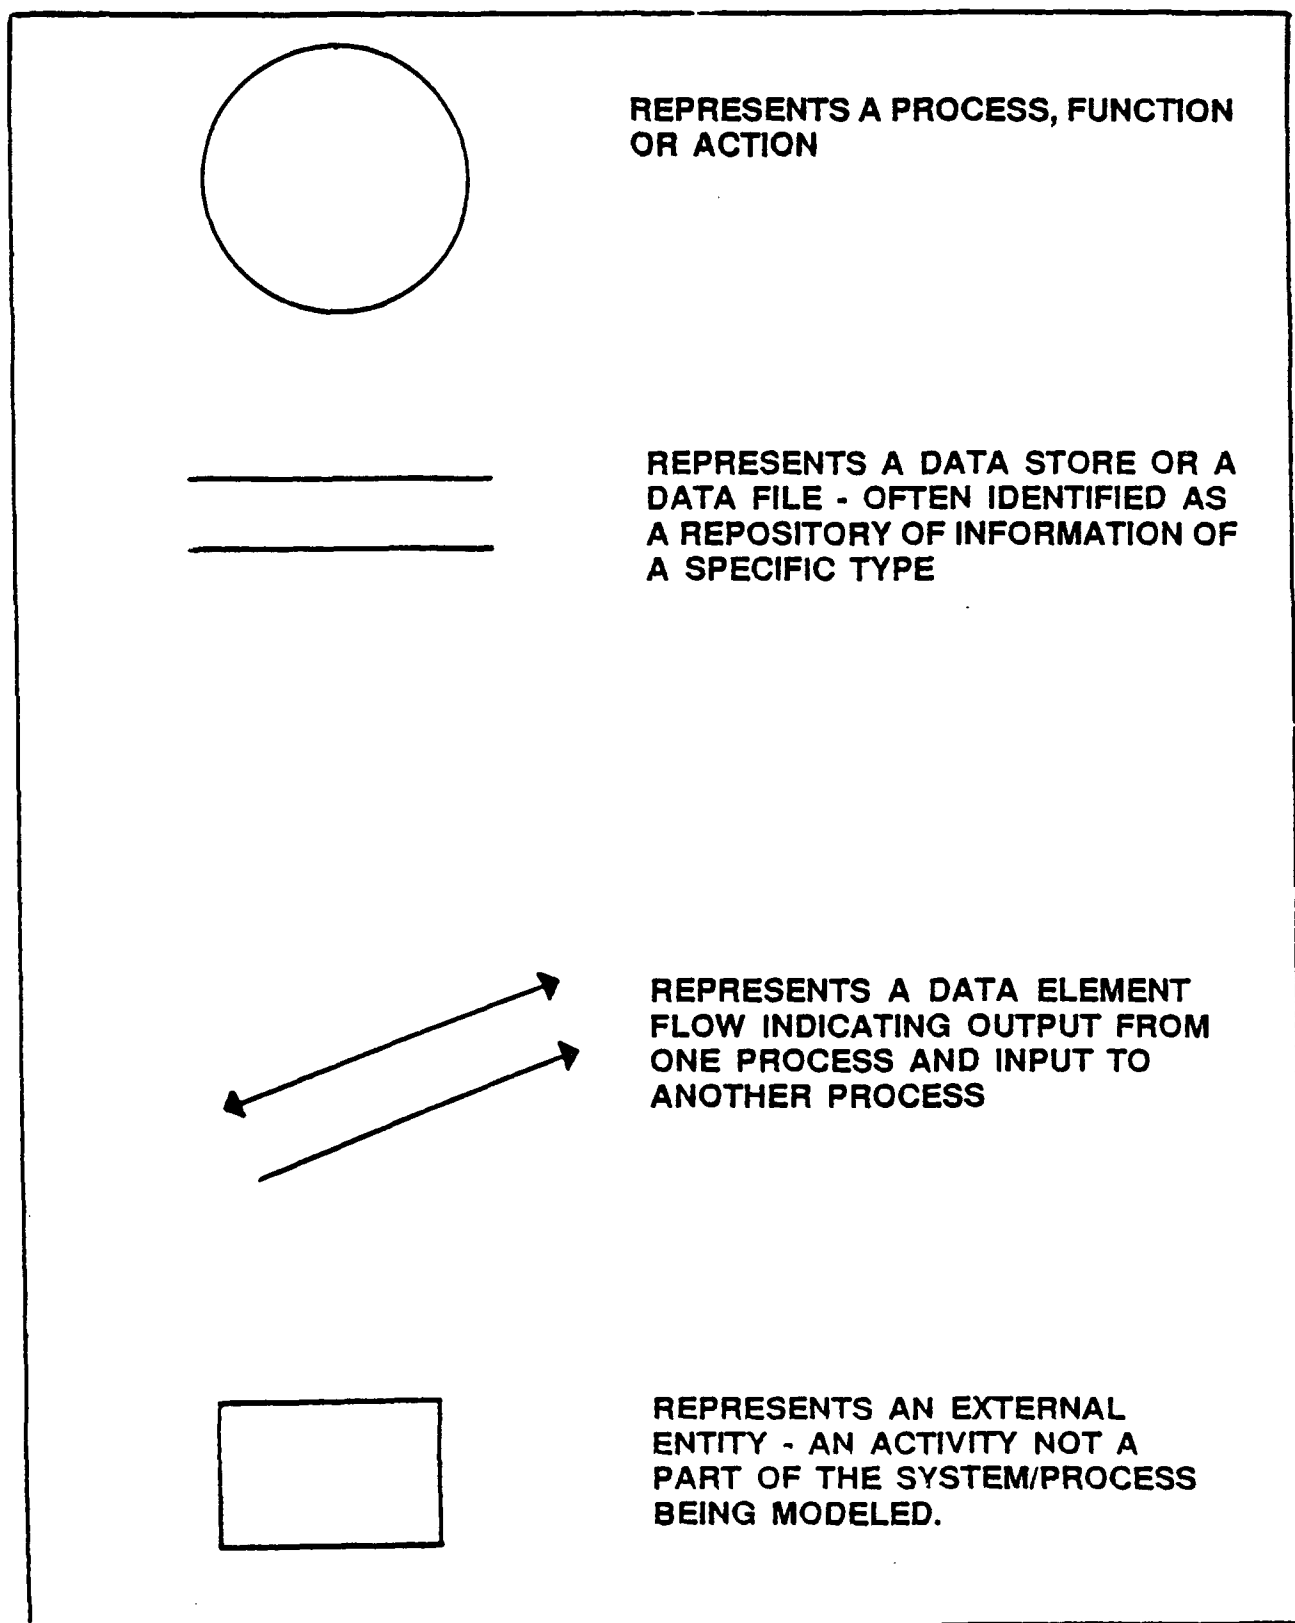 REPRESENTS A PROCESS, FUNCTION
OR ACTION
REPRESENTS A DATA STORE OR A
DATA FILE - OFTEN IDENTIFIED AS
A REPOSITORY OF INFORMATION OF
A SPECIFIC TYPE
REPRESENTS A DATA ELEMENT
FLOW INDICATING OUTPUT FROM
ONE PROCESS AND INPUT TO
ANOTHER PROCESS
REPRESENTS AN EXTERNAL
ENTITY - AN ACTIVITY NOT A
PART OF THE SYSTEM/PROCESS
BEING MODELED.